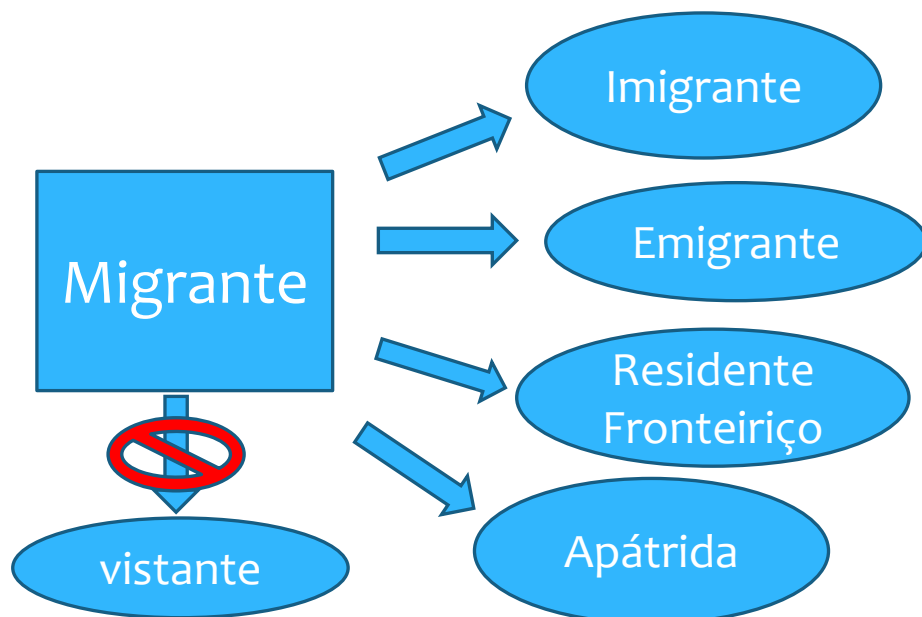 Imigrante
Migrante
Emigrante
Residente
Fronteiriço
vistante
Apátrida